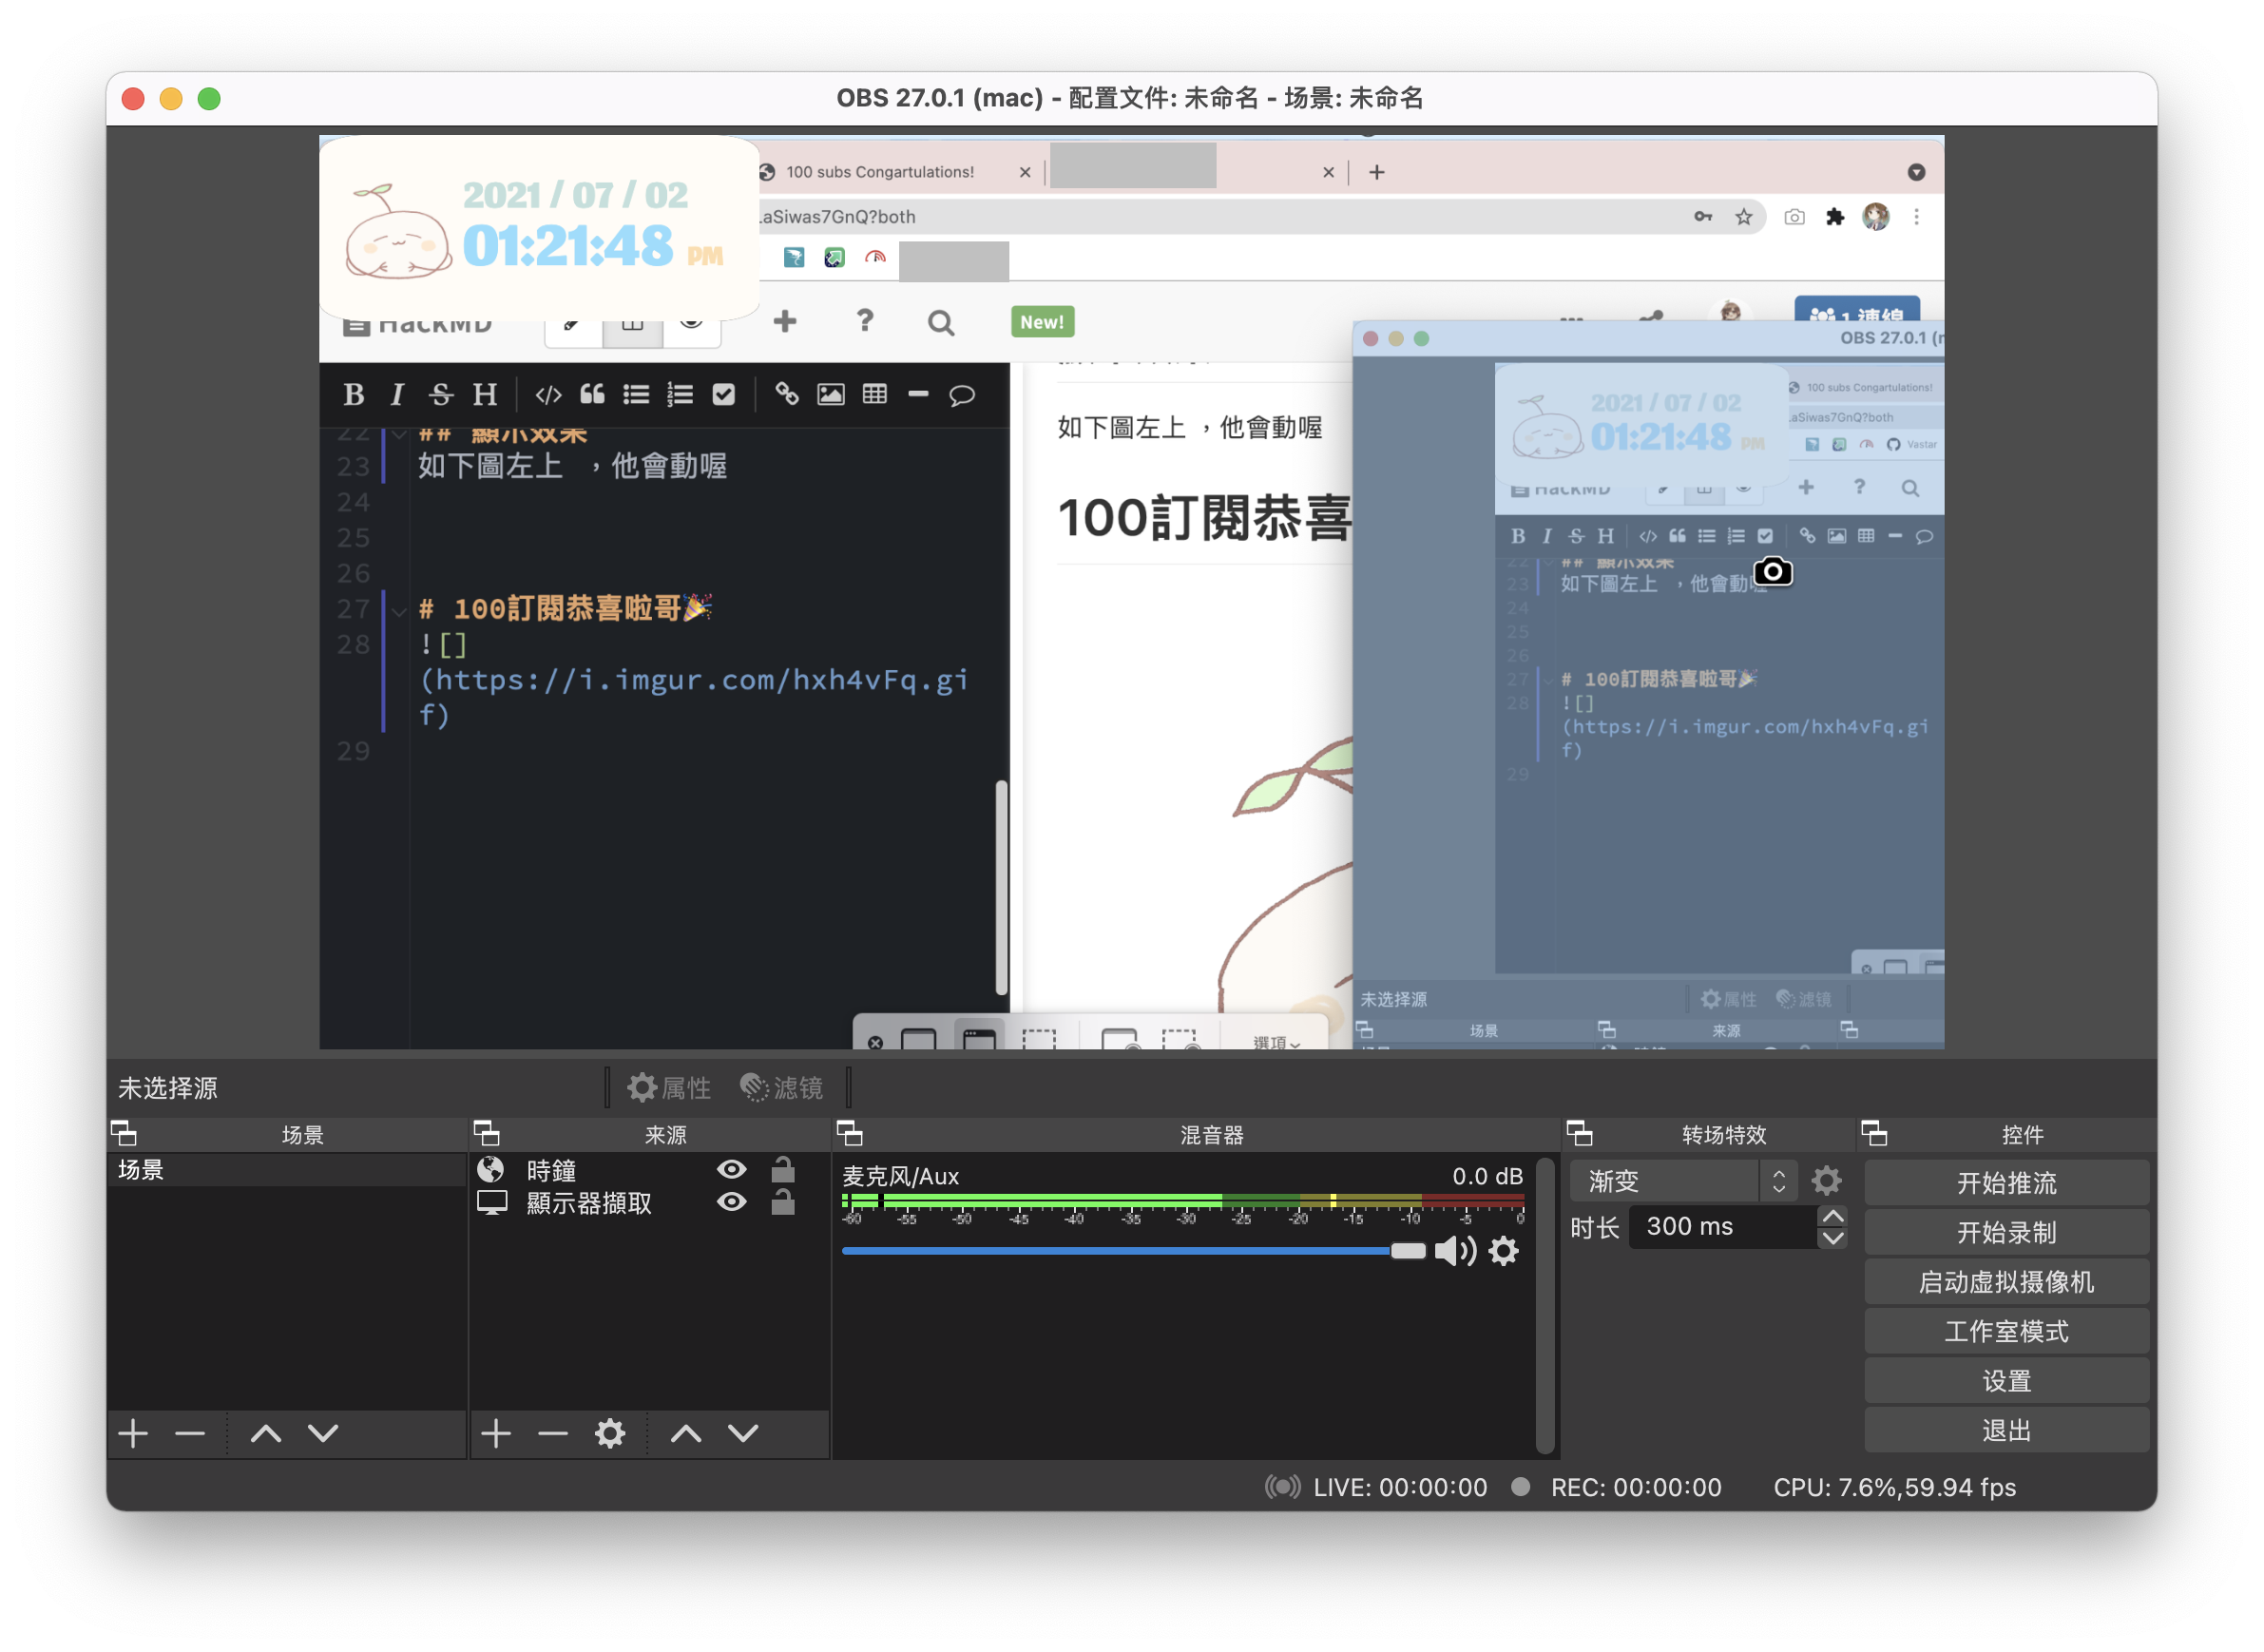 OBS 27.0.1 (mac) - 配置文件: 未命名 - 场景: 未命名
2021 / 07 / 02
01:21:48 PM
100 subs Congartulations!
aSiwas7GnQ?both
HackMD
New!
1 連線
B I S H
22 ## 顯示效果
23 如下圖左上 ，他會動喔
24
25
26
27 # 100訂閱恭喜啦哥🎉
28 ![]
(https://i.imgur.com/hxh4vFq.gi
f)
29
如下圖左上 ，他會動喔
100訂閱恭喜
選項
OBS 27.0.1 (
2021 / 07 / 02
01:21:48 PM
100 subs Congartulations!
aSiwas7GnQ?both
Vastar
HackMD
B I S H
22 ## 顯示效果
23 如下圖左上 ，他會動喔
24
25
26
27 # 100訂閱恭喜啦哥🎉
28 ![]
(https://i.imgur.com/hxh4vFq.gi
f)
29
未选择源
属性
滤镜
场景
来源
未选择源
属性
滤镜
场景
来源
混音器
转场特效
控件
场景
時鐘
顯示器擷取
麦克风/Aux
0.0 dB
-60 -55 -50 -45 -40 -35 -30 -25 -20 -15 -10 -5 0
渐变
时长 300 ms
开始推流
开始录制
启动虚拟摄像机
工作室模式
设置
退出
LIVE: 00:00:00
REC: 00:00:00
CPU: 7.6%,59.94 fps